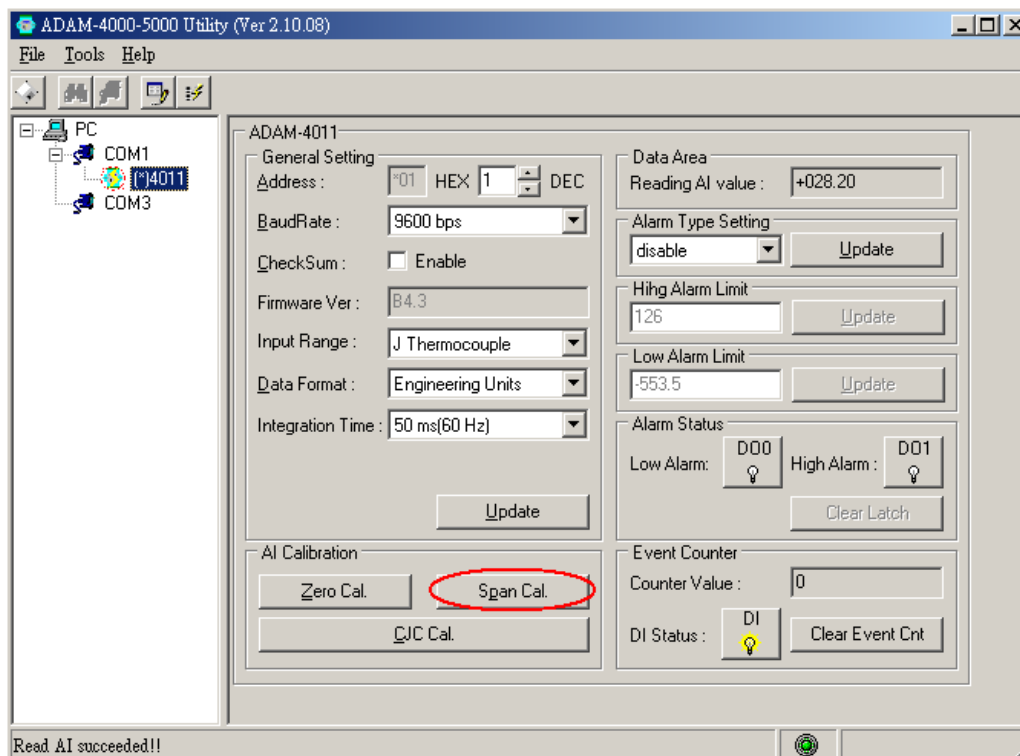 ADAM-4000-5000 Utility (Ver 2.10.08)
File Tools Help
PC
COM1
(*)4011
COM3
ADAM-4011
General Setting
Address : *01 HEX 1 DEC
BaudRate : 9600 bps
CheckSum : Enable
Firmware Ver : B4.3
Input Range : J Thermocouple
Data Format : Engineering Units
Integration Time : 50 ms(60 Hz)
Update
AI Calibration
Zero Cal. Span Cal.
CJC Cal.
Data Area
Reading AI value : +028.20
Alarm Type Setting
disable Update
Hihg Alarm Limit
126 Update
Low Alarm Limit
-553.5 Update
Alarm Status
Low Alarm: DO0 High Alarm : DO1
Clear Latch
Event Counter
Counter Value : 0
DI Status : DI Clear Event Cnt
Read AI succeeded!!